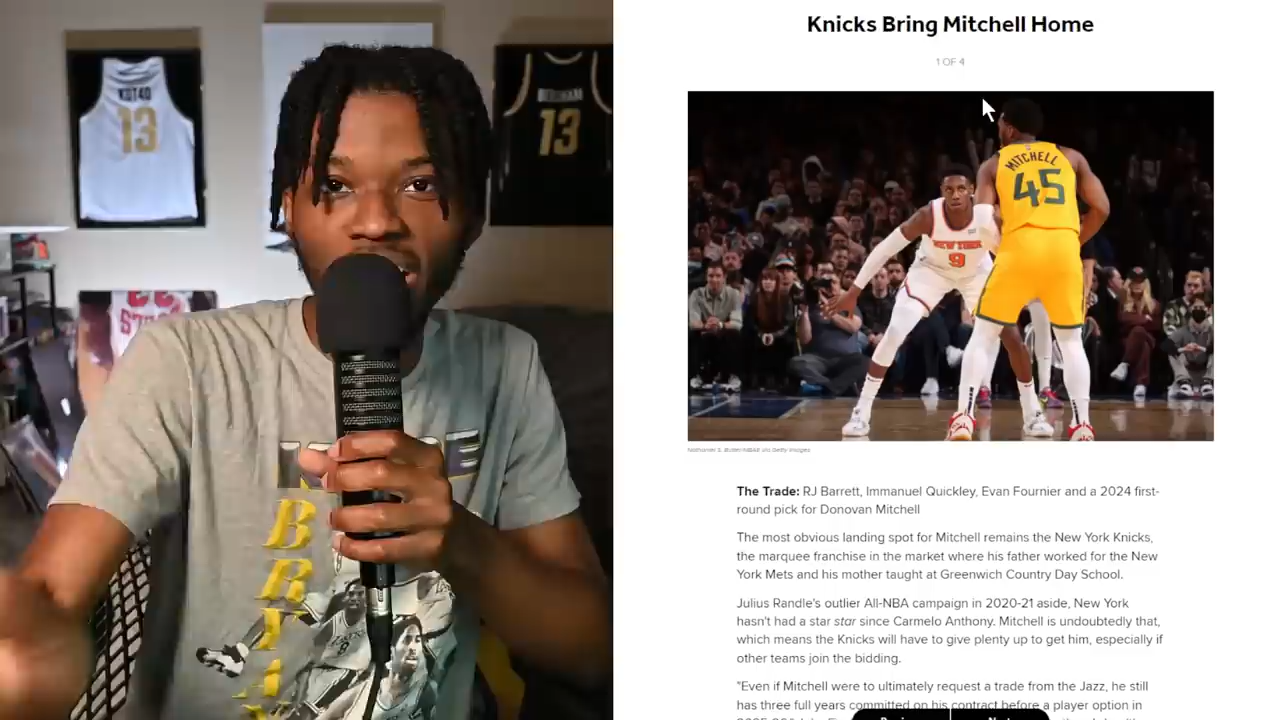 Knicks Bring Mitchell Home
1 OF 4
13
13
MITCHELL
45
NEW YORK
9
The Trade: RJ Barrett, Immanuel Quickley, Evan Fournier and a 2024 first-
round pick for Donovan Mitchell
The most obvious landing spot for Mitchell remains the New York Knicks,
the marquee franchise in the market where his father worked for the New
York Mets and his mother taught at Greenwich Country Day School.
Julius Randle's outlier All-NBA campaign in 2020-21 aside, New York
hasn't had a star star since Carmelo Anthony. Mitchell is undoubtedly that,
which means the Knicks will have to give plenty up to get him, especially if
other teams join the bidding.
"Even if Mitchell were to ultimately request a trade from the Jazz, he still
has three full years committed on his contract before a player option in